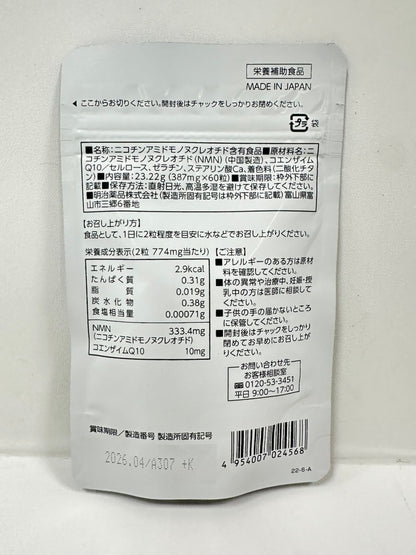 栄養補助食品
MADE IN JAPAN
◀ ここからお切りください。開封後はチャックをしっかりお閉めください。
プラ 袋
■名称:ニコチンアミドモノヌクレオチド含有食品■原材料名:ニ
コチンアミドモノヌクレオチド(NMN)(中国製造)、コエンザイム
Q10/セルロース、ゼラチン、ステアリン酸Ca、着色料(二酸化チタ
ン)■内容量:23.22g(387mg×60粒)■賞味期限:枠外下部に
記載■保存方法:直射日光、高温多湿を避けて保存してください。
■明治薬品株式会社(製造所固有記号は枠外下部に記載)富山県富
山市三郷6番地
【お召し上がり方】
食品として、1日に2粒程度を目安に水などでお召し上がりください。
栄養成分表示(2粒 774mg当たり)
エネルギー 2.9kcal
たんぱく質 0.31g
脂質 0.019g
炭水化物 0.38g
食塩相当量 0.00071g
NMN 333.4mg
(ニコチンアミドモノヌクレオチド)
コエンザイムQ10 10mg
【ご注意】
■アレルギーのある方は原材
料を確認してください。
■体の異常や治療中、妊娠・授
乳中の方は医師に相談して
ください。
■子供の手の届かないところ
に保管してください。
■開封後はチャックをしっかり
閉めてお早めにお召し上が
りください。
お問い合わせ先
お客様相談室
0120-53-3451
平日 9:00〜17:00
賞味期限/製造番号 製造所固有記号
2026.04/A307 +K
4 954007 024568
22-6-A